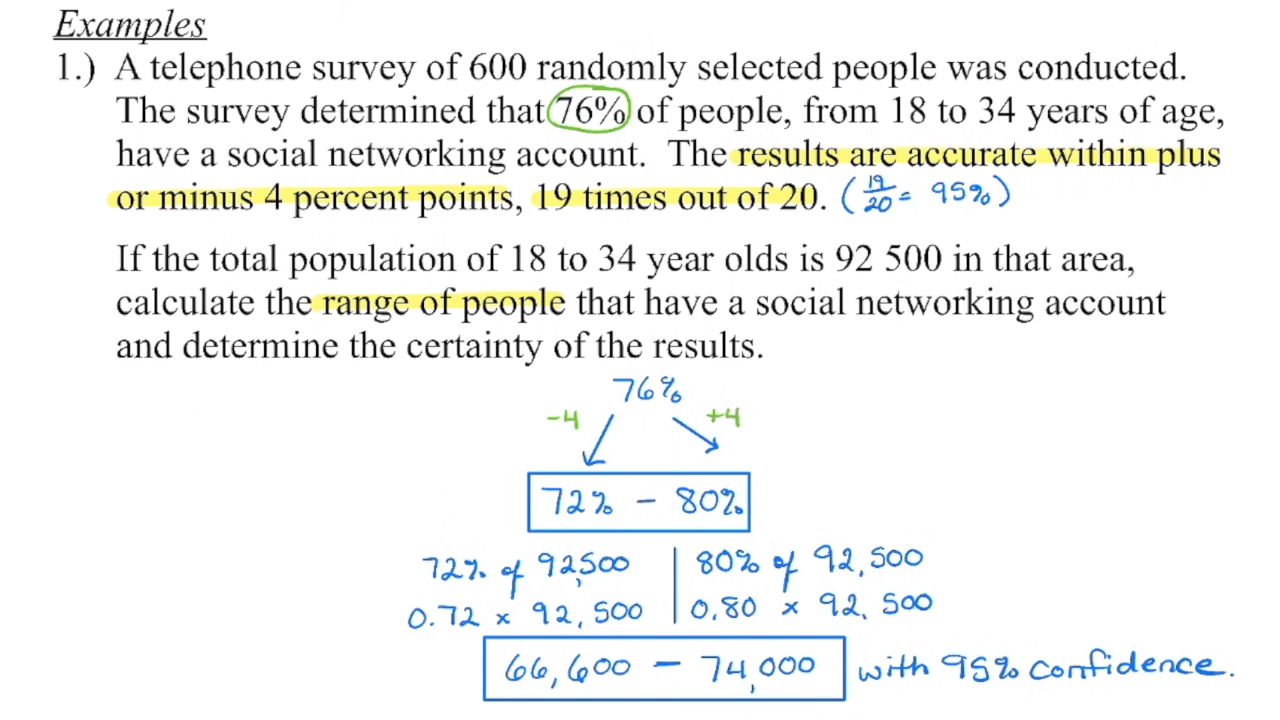 Examples
1.) A telephone survey of 600 randomly selected people was conducted.
The survey determined that 76% of people, from 18 to 34 years of age,
have a social networking account. The results are accurate within plus
or minus 4 percent points, 19 times out of 20. (19/20 = 95%)
If the total population of 18 to 34 year olds is 92 500 in that area,
calculate the range of people that have a social networking account
and determine the certainty of the results.
76%
-4 +4
72% - 80%
72% of 92,500 | 80% of 92,500
0.72 x 92,500 | 0.80 x 92,500
66,600 - 74,000 with 95% confidence.